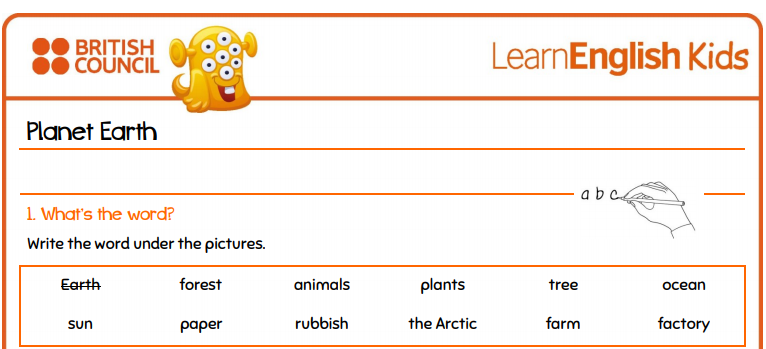 BRITISH
COUNCIL
LearnEnglish Kids
Planet Earth
a b c
1. What's the word?
Write the word under the pictures.
Earth forest animals plants tree ocean
sun paper rubbish the Arctic farm factory